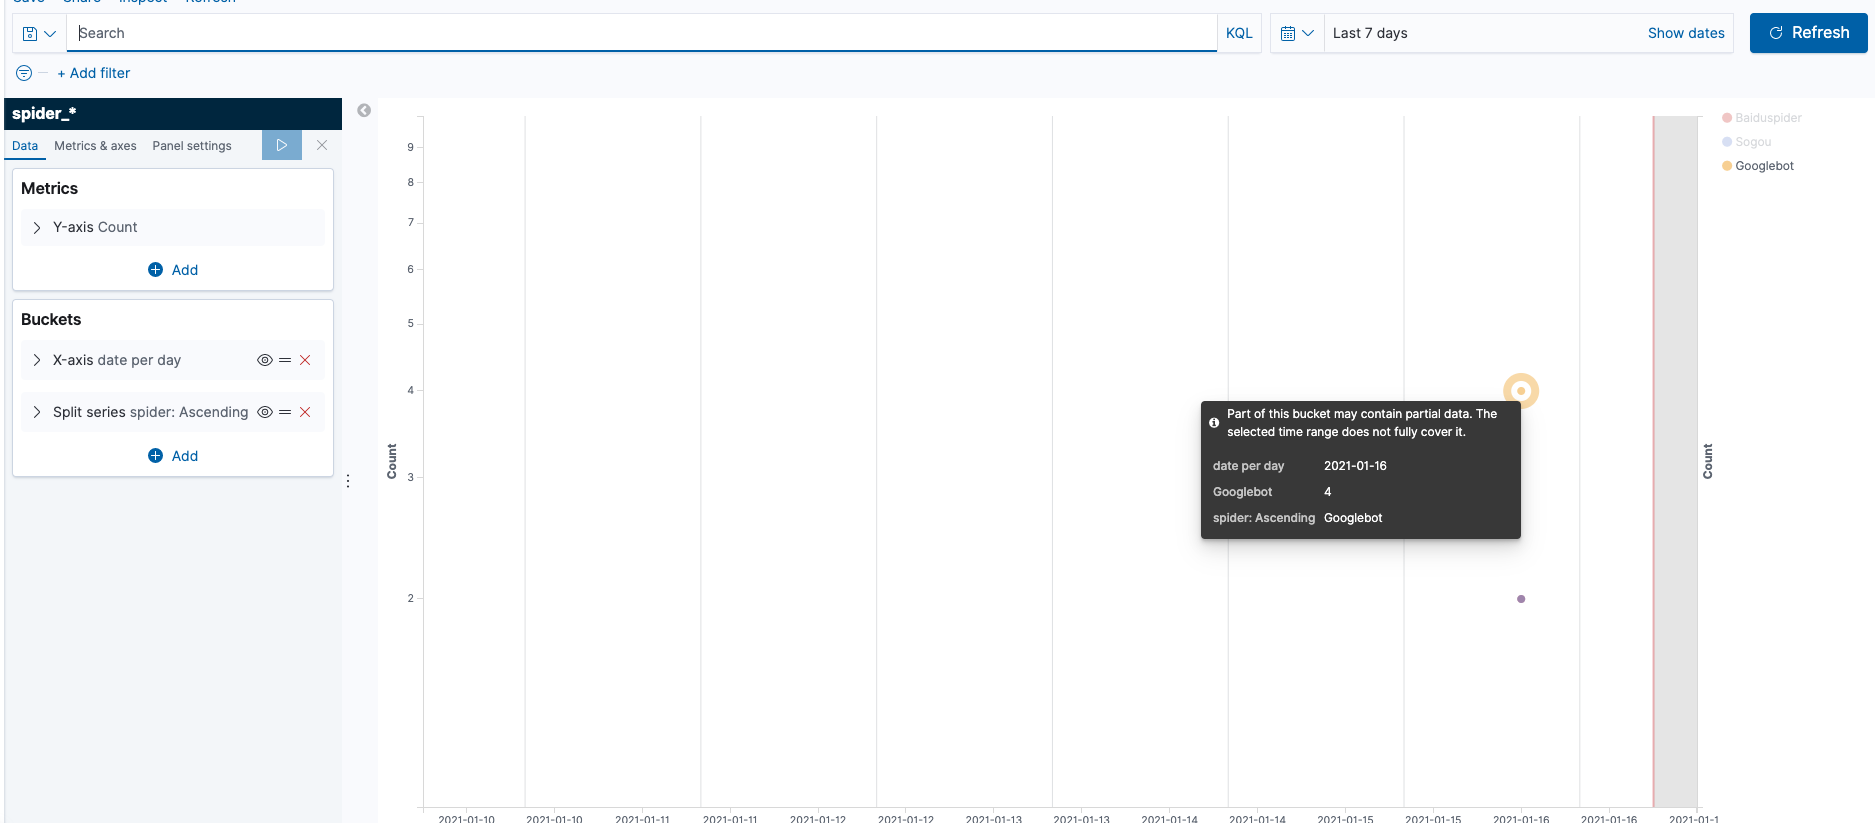 Save Share Inspect Refresh
Search KQL Last 7 days Show dates Refresh
+ Add filter
spider_*
Data Metrics & axes Panel settings
Metrics
Y-axis Count
Add
Buckets
X-axis date per day
Split series spider: Ascending
Add
Count
9
8
7
6
5
4
3
2
Part of this bucket may contain partial data. The
selected time range does not fully cover it.
date per day 2021-01-16
Googlebot 4
spider: Ascending Googlebot
Count
Baiduspider
Sogou
Googlebot
2021-01-10 2021-01-10 2021-01-11 2021-01-11 2021-01-12 2021-01-12 2021-01-13 2021-01-13 2021-01-14 2021-01-14 2021-01-15 2021-01-15 2021-01-16 2021-01-16 2021-01-1